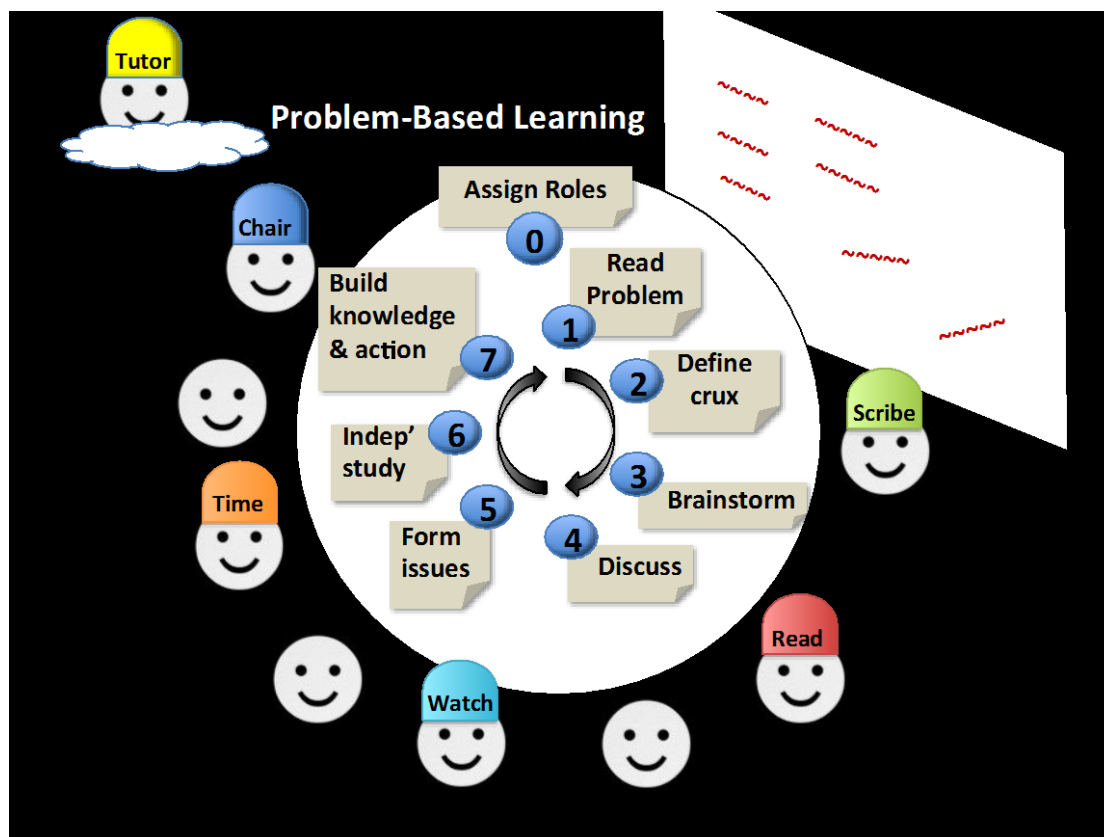 Tutor
Problem-Based Learning
Assign Roles
0
Chair
Read
Problem
1
Define
crux
2
Scribe
Brainstorm
3
Discuss
4
Form
issues
5
Indep’
study
6
Build
knowledge
& action
7
Time
Read
Watch